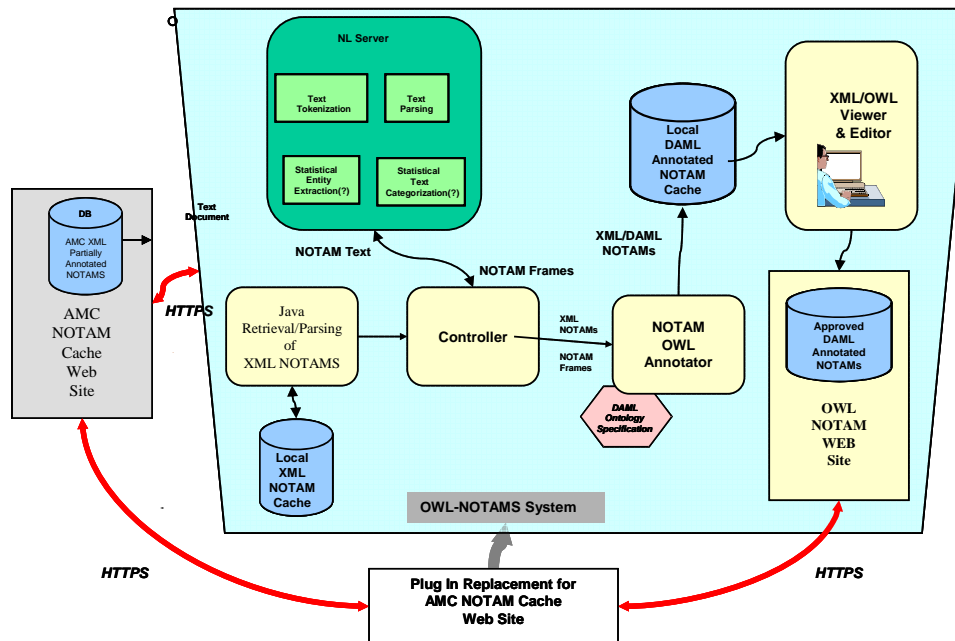 NL Server
Text
Tokenization
Text
Parsing
Statistical
Entity
Extraction(?)
Statistical
Text
Categorization(?)
XML/OWL
Viewer
& Editor
Local
DAML
Annotated
NOTAM
Cache
Text
Document
DB
AMC XML
Partially
Annotated
NOTAMS
AMC
NOTAM
Cache
Web
Site
HTTPS
NOTAM Text
NOTAM Frames
XML/DAML
NOTAMs
Java
Retrieval/Parsing
of
XML NOTAMS
Controller
XML
NOTAMs
NOTAM
Frames
NOTAM
OWL
Annotator
DAML
Ontology
Specification
Approved
DAML
Annotated
NOTAMs
OWL
NOTAM
WEB
Site
Local
XML
NOTAM
Cache
OWL-NOTAMS System
HTTPS
Plug In Replacement for
AMC NOTAM Cache
Web Site
HTTPS